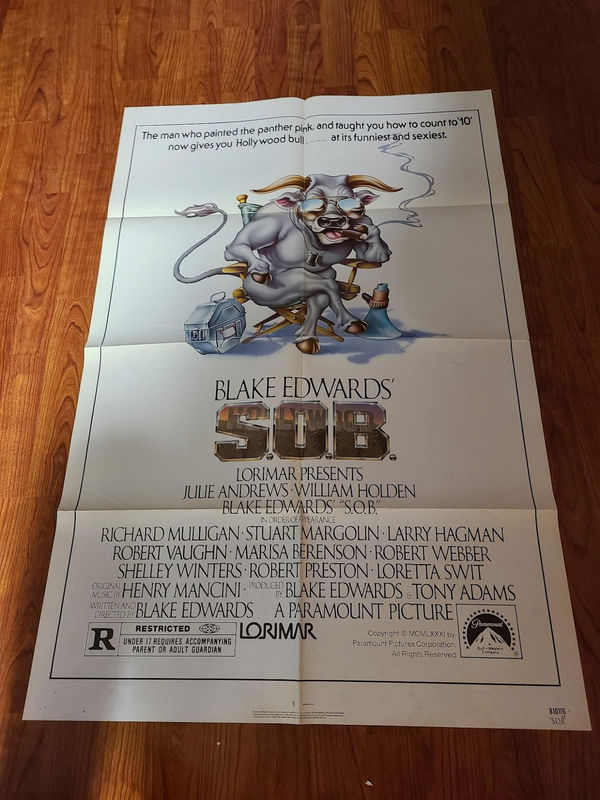 The man who painted the panther pink, and taught you how to count to '10'
now gives you Hollywood bull........ at its funniest and sexiest.
BLAKE EDWARDS'
S.O.B.
LORIMAR PRESENTS
JULIE ANDREWS · WILLIAM HOLDEN
BLAKE EDWARDS' "S.O.B."
IN ORDER OF APPEARANCE
RICHARD MULLIGAN · STUART MARGOLIN · LARRY HAGMAN
ROBERT VAUGHN · MARISA BERENSON · ROBERT WEBBER
SHELLEY WINTERS · ROBERT PRESTON · LORETTA SWIT
ORIGINAL MUSIC BY HENRY MANCINI · PRODUCED BY BLAKE EDWARDS & TONY ADAMS
WRITTEN AND DIRECTED BY BLAKE EDWARDS A PARAMOUNT PICTURE
R RESTRICTED
UNDER 17 REQUIRES ACCOMPANYING
PARENT OR ADULT GUARDIAN
LORIMAR
Copyright © MCMLXXXI by
Paramount Pictures Corporation.
All Rights Reserved.
Paramount
Gulf + Western
Company
810116
"S.O.B."